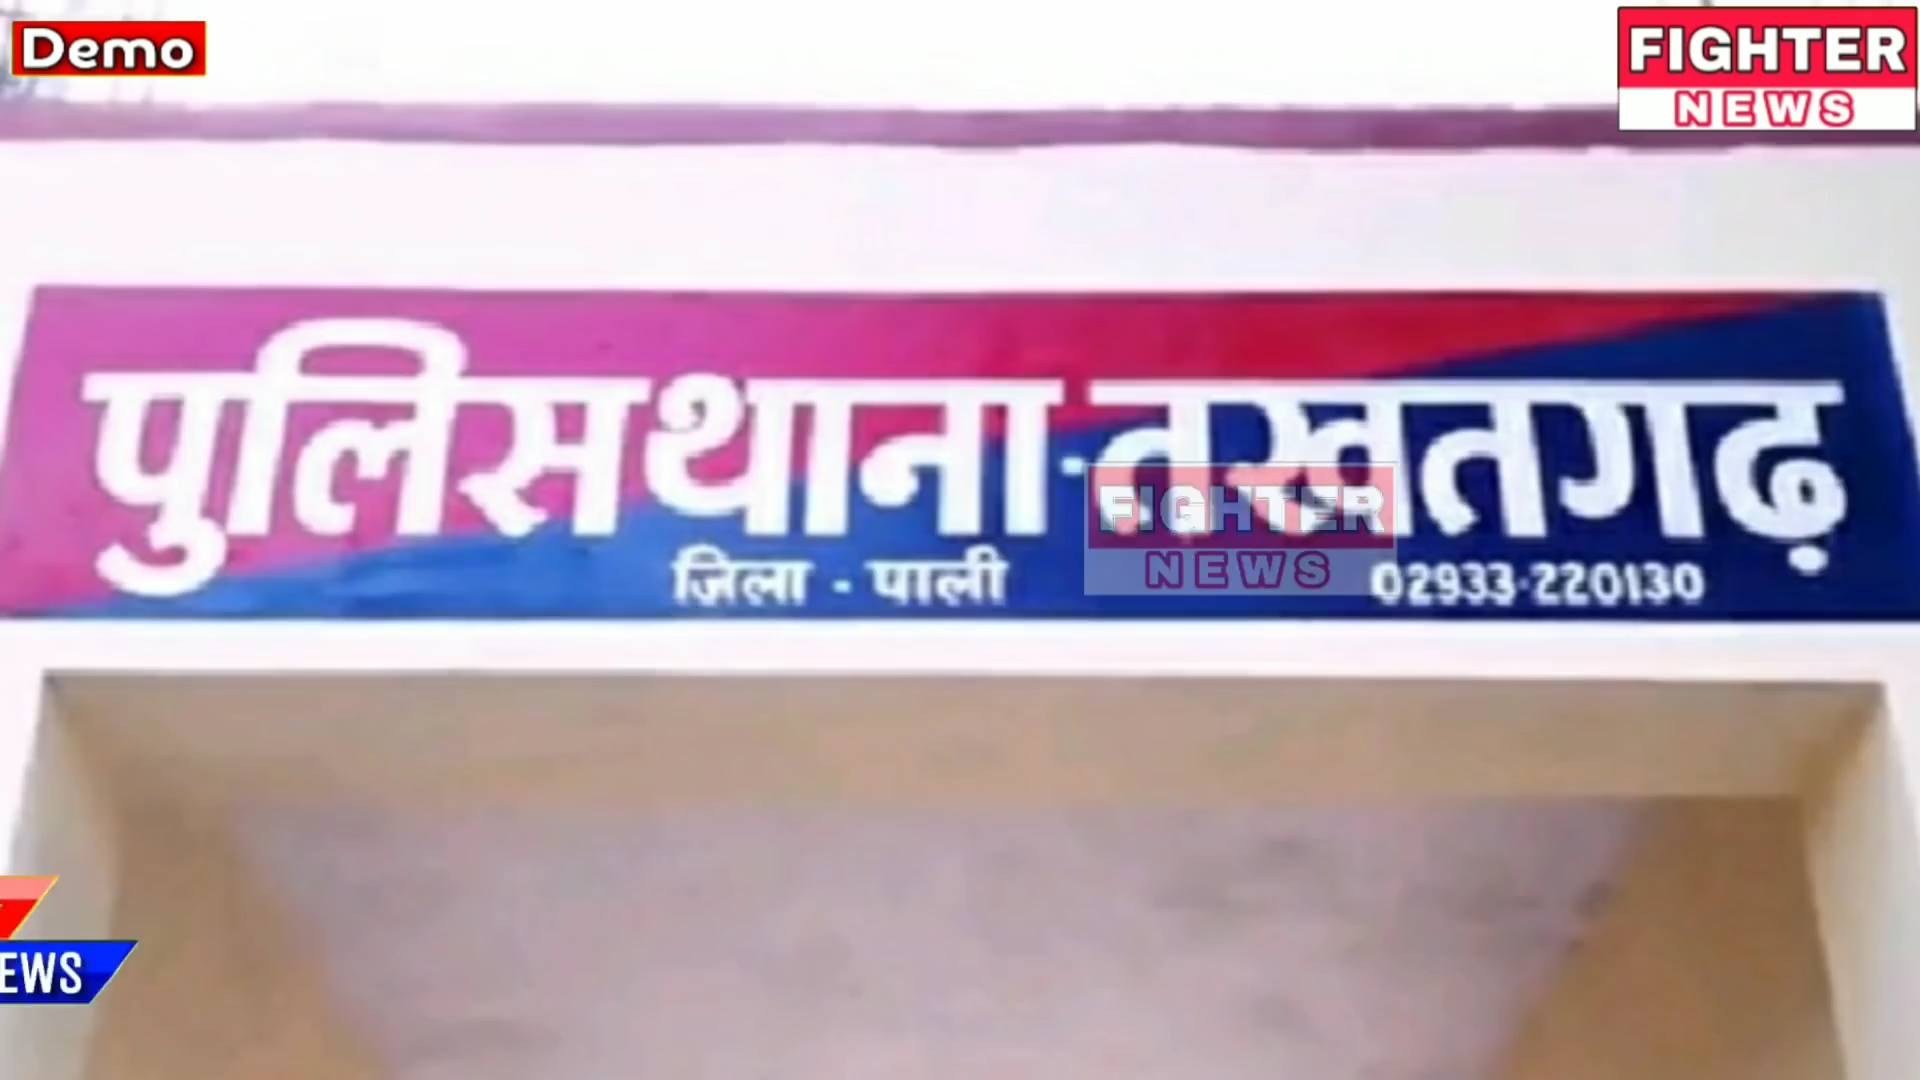 Demo
FIGHTER
NEWS
पुलिस थाना-तखतगढ़
FIGHTER
NEWS
जिला - पाली
02933-220130
EWS